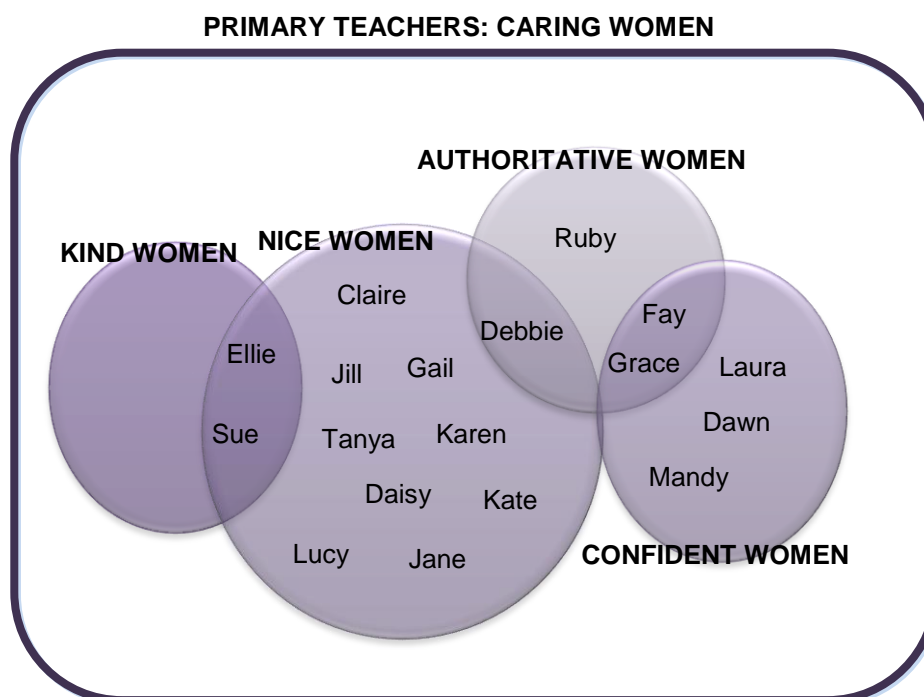 PRIMARY TEACHERS: CARING WOMEN
AUTHORITATIVE WOMEN
KIND WOMEN
NICE WOMEN
Ruby
Claire
Debbie
Fay
Ellie
Jill
Gail
Grace
Laura
Sue
Tanya
Karen
Dawn
Daisy
Kate
Mandy
Lucy
Jane
CONFIDENT WOMEN